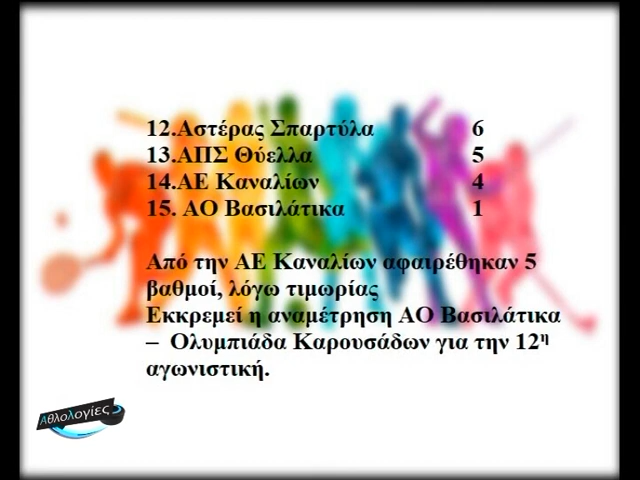 12.Αστέρας Σπαρτύλα 6
13.ΑΠΣ Θύελλα 5
14.ΑΕ Καναλίων 4
15. ΑΟ Βασιλάτικα 1
Από την ΑΕ Καναλίων αφαιρέθηκαν 5
βαθμοί, λόγω τιμωρίας
Εκκρεμεί η αναμέτρηση ΑΟ Βασιλάτικα
– Ολυμπιάδα Καρουσάδων για την 12η
αγωνιστική.
Αθλολογίες